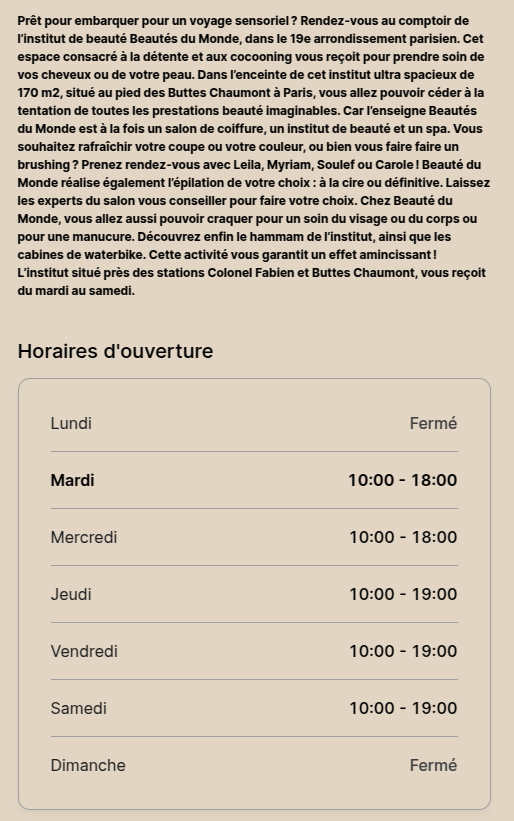 Prêt pour embarquer pour un voyage sensoriel ? Rendez-vous au comptoir de
l'institut de beauté Beautés du Monde, dans le 19e arrondissement parisien. Cet
espace consacré à la détente et aux cocooning vous reçoit pour prendre soin de
vos cheveux ou de votre peau. Dans l'enceinte de cet institut ultra spacieux de
170 m2, situé au pied des Buttes Chaumont à Paris, vous allez pouvoir céder à la
tentation de toutes les prestations beauté imaginables. Car l'enseigne Beautés
du Monde est à la fois un salon de coiffure, un institut de beauté et un spa. Vous
souhaitez rafraîchir votre coupe ou votre couleur, ou bien vous faire faire un
brushing ? Prenez rendez-vous avec Leila, Myriam, Soulef ou Carole ! Beauté du
Monde réalise également l'épilation de votre choix : à la cire ou définitive. Laissez
les experts du salon vous conseiller pour faire votre choix. Chez Beauté du
Monde, vous allez aussi pouvoir craquer pour un soin du visage ou du corps ou
pour une manucure. Découvrez enfin le hammam de l'institut, ainsi que les
cabines de waterbike. Cette activité vous garantit un effet amincissant !
L'institut situé près des stations Colonel Fabien et Buttes Chaumont, vous reçoit
du mardi au samedi.
Horaires d'ouverture
Lundi Fermé
Mardi 10:00 - 18:00
Mercredi 10:00 - 18:00
Jeudi 10:00 - 19:00
Vendredi 10:00 - 19:00
Samedi 10:00 - 19:00
Dimanche Fermé